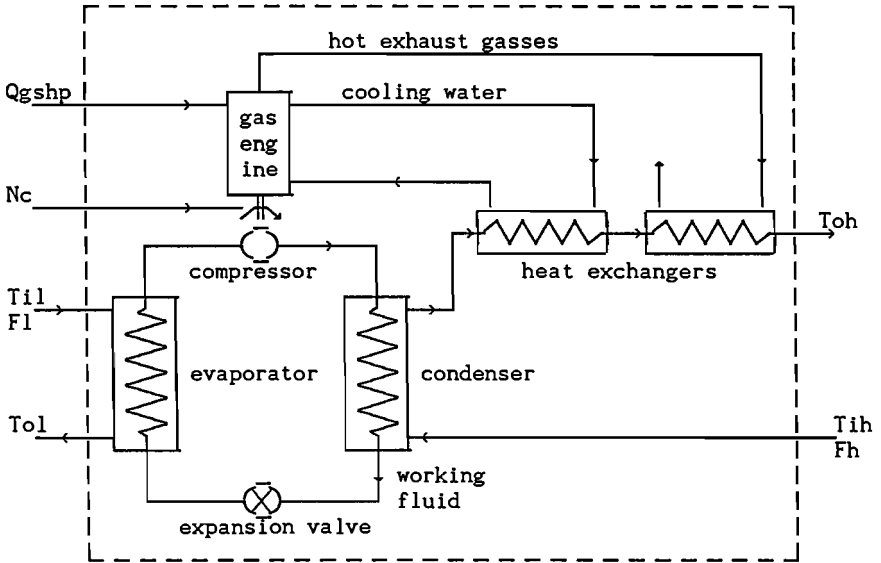 hot exhaust gasses
Qgshp
cooling water
gas
eng
ine
Nc
Toh
compressor
heat exchangers
Til
Fl
evaporator
condenser
Tol
Tih
Fh
working
fluid
expansion valve